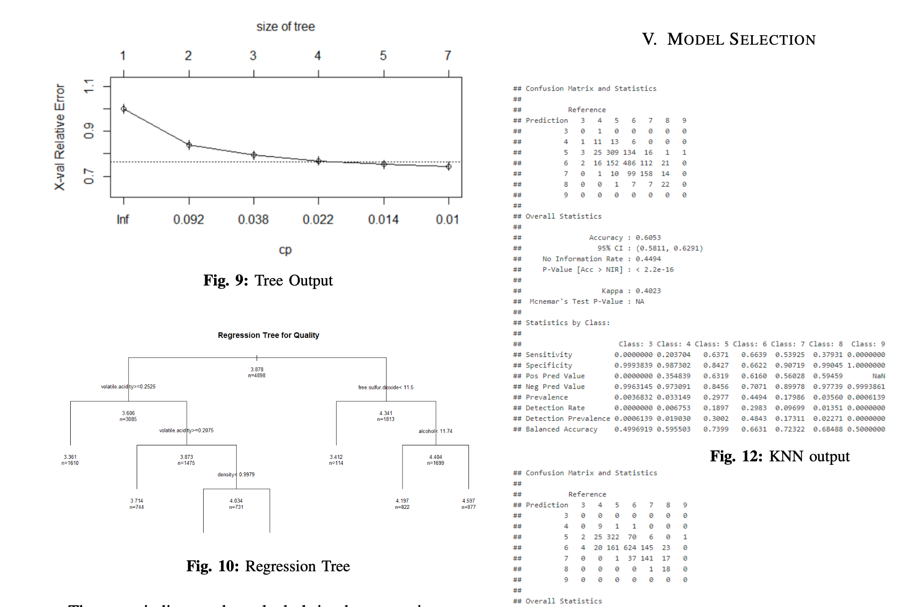 size of tree
1 2 3 4 5 7
X-val Relative Error
1.1
0.9
0.7
Inf 0.092 0.038 0.022 0.014 0.01
cp
Fig. 9: Tree Output
Regression Tree for Quality
3.878
n=4898
volatile.acidity>=0.2525
free.sulfur.dioxide< 11.5
3.606
n=3085
4.341
n=1813
volatile.acidity>=0.2075
alcohol< 11.74
3.361
n=1610
3.873
n=1475
3.412
n=114
4.404
n=1699
density< 0.9979
3.714
n=744
4.034
n=731
4.197
n=822
4.597
n=877
Fig. 10: Regression Tree
V. MODEL SELECTION
## Confusion Matrix and Statistics
##
## Reference
## Prediction 3 4 5 6 7 8 9
## 3 0 1 0 0 0 0 0
## 4 1 11 13 6 0 0 0
## 5 3 25 309 134 16 1 1
## 6 2 16 152 486 112 21 0
## 7 0 1 10 99 158 14 0
## 8 0 0 1 7 7 22 0
## 9 0 0 0 0 0 0 0
##
## Overall Statistics
##
## Accuracy : 0.6053
## 95% CI : (0.5811, 0.6291)
## No Information Rate : 0.4494
## P-Value [Acc > NIR] : < 2.2e-16
##
## Kappa : 0.4023
## Mcnemar's Test P-Value : NA
##
## Statistics by Class:
##
## Class: 3 Class: 4 Class: 5 Class: 6 Class: 7 Class: 8 Class: 9
## Sensitivity 0.0000000 0.203704 0.6371 0.6639 0.53925 0.37931 0.0000000
## Specificity 0.9993839 0.987302 0.8427 0.6622 0.90719 0.99045 1.0000000
## Pos Pred Value 0.0000000 0.354839 0.6319 0.6160 0.56028 0.59459 NaN
## Neg Pred Value 0.9963145 0.973091 0.8456 0.7071 0.89978 0.97739 0.9993861
## Prevalence 0.0036832 0.033149 0.2977 0.4494 0.17986 0.03560 0.0006139
## Detection Rate 0.0000000 0.006753 0.1897 0.2983 0.09699 0.01351 0.0000000
## Detection Prevalence 0.0006139 0.019030 0.3002 0.4843 0.17311 0.02271 0.0000000
## Balanced Accuracy 0.4996919 0.595503 0.7399 0.6631 0.72322 0.68488 0.5000000
Fig. 12: KNN output
## Confusion Matrix and Statistics
##
## Reference
## Prediction 3 4 5 6 7 8 9
## 3 0 0 0 0 0 0 0
## 4 0 9 1 1 0 0 0
## 5 2 25 322 70 6 0 1
## 6 4 20 161 624 145 23 0
## 7 0 0 1 37 141 17 0
## 8 0 0 0 0 1 18 0
## 9 0 0 0 0 0 0 0
##
## Overall Statistics